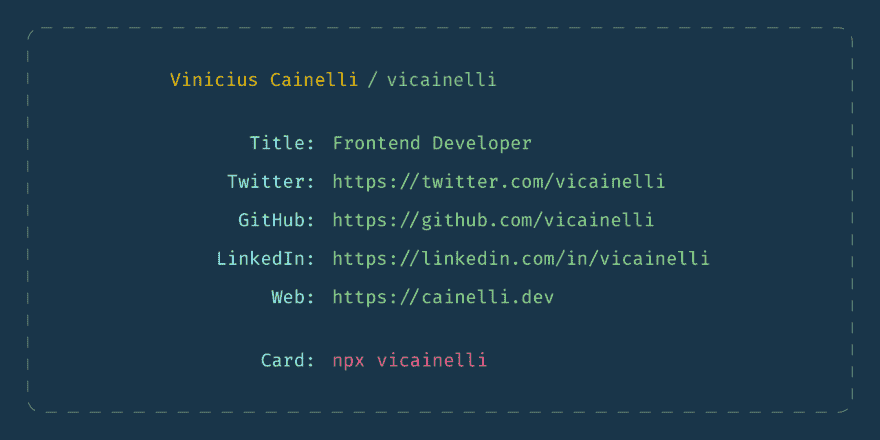 Vinicius Cainelli / vicainelli
Title: Frontend Developer
Twitter: https://twitter.com/vicainelli
GitHub: https://github.com/vicainelli
LinkedIn: https://linkedin.com/in/vicainelli
Web: https://cainelli.dev
Card: npx vicainelli